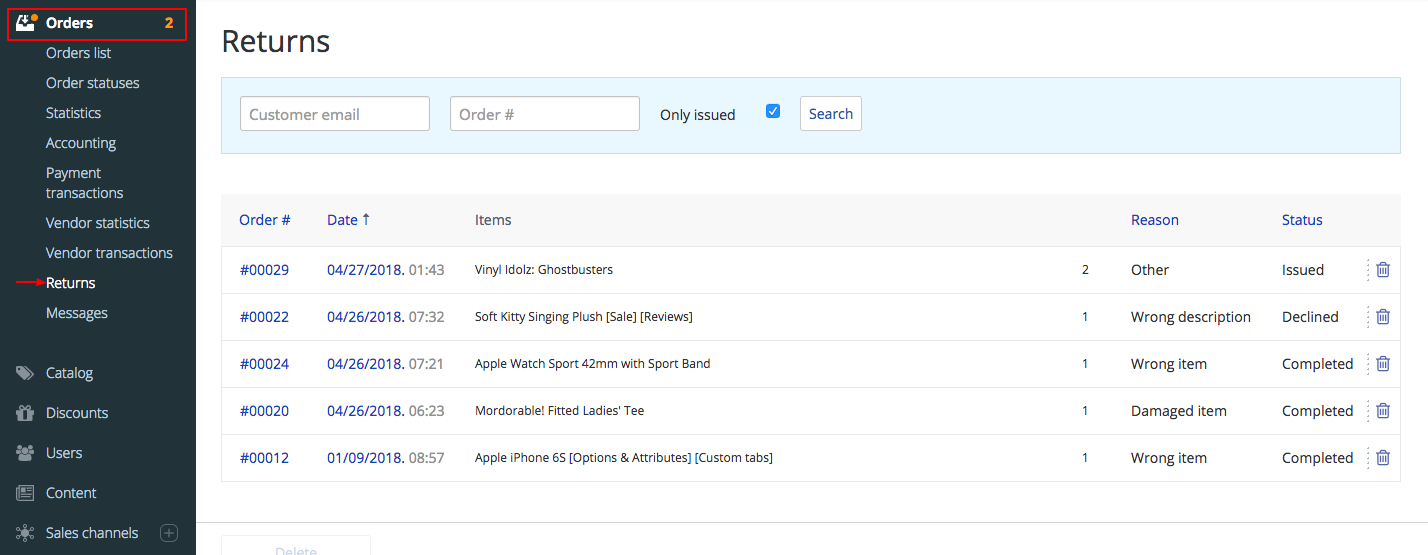 Orders 2
Orders list
Order statuses
Statistics
Accounting
Payment
transactions
Vendor statistics
Vendor transactions
Returns
Messages
Catalog
Discounts
Users
Content
Sales channels
Returns
Customer email Order # Only issued Search
Order # Date ↑ Items Reason Status
#00029 04/27/2018. 01:43 Vinyl Idolz: Ghostbusters 2 Other Issued
#00022 04/26/2018. 07:32 Soft Kitty Singing Plush [Sale] [Reviews] 1 Wrong description Declined
#00024 04/26/2018. 07:21 Apple Watch Sport 42mm with Sport Band 1 Wrong item Completed
#00020 04/26/2018. 06:23 Mordorable! Fitted Ladies' Tee 1 Damaged item Completed
#00012 01/09/2018. 08:57 Apple iPhone 6S [Options & Attributes] [Custom tabs] 1 Wrong item Completed
Delete